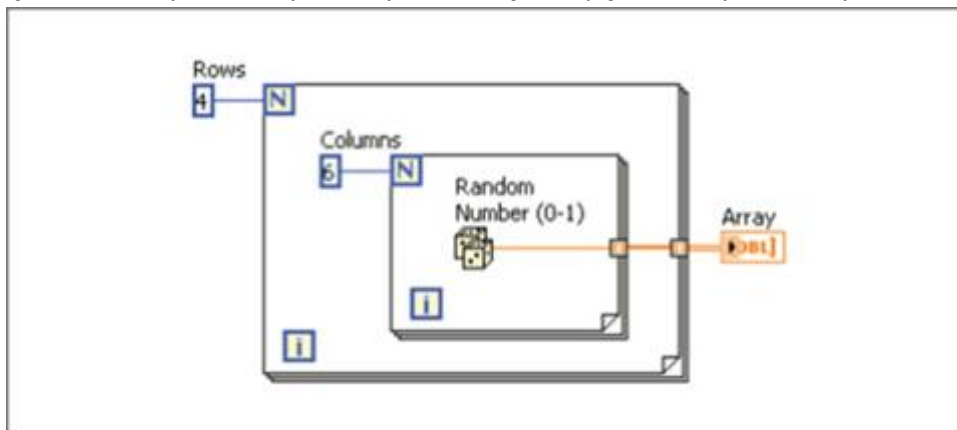 Rows
4
N
Columns
6
N
Random
Number (0-1)
Array
DBL]
i
i